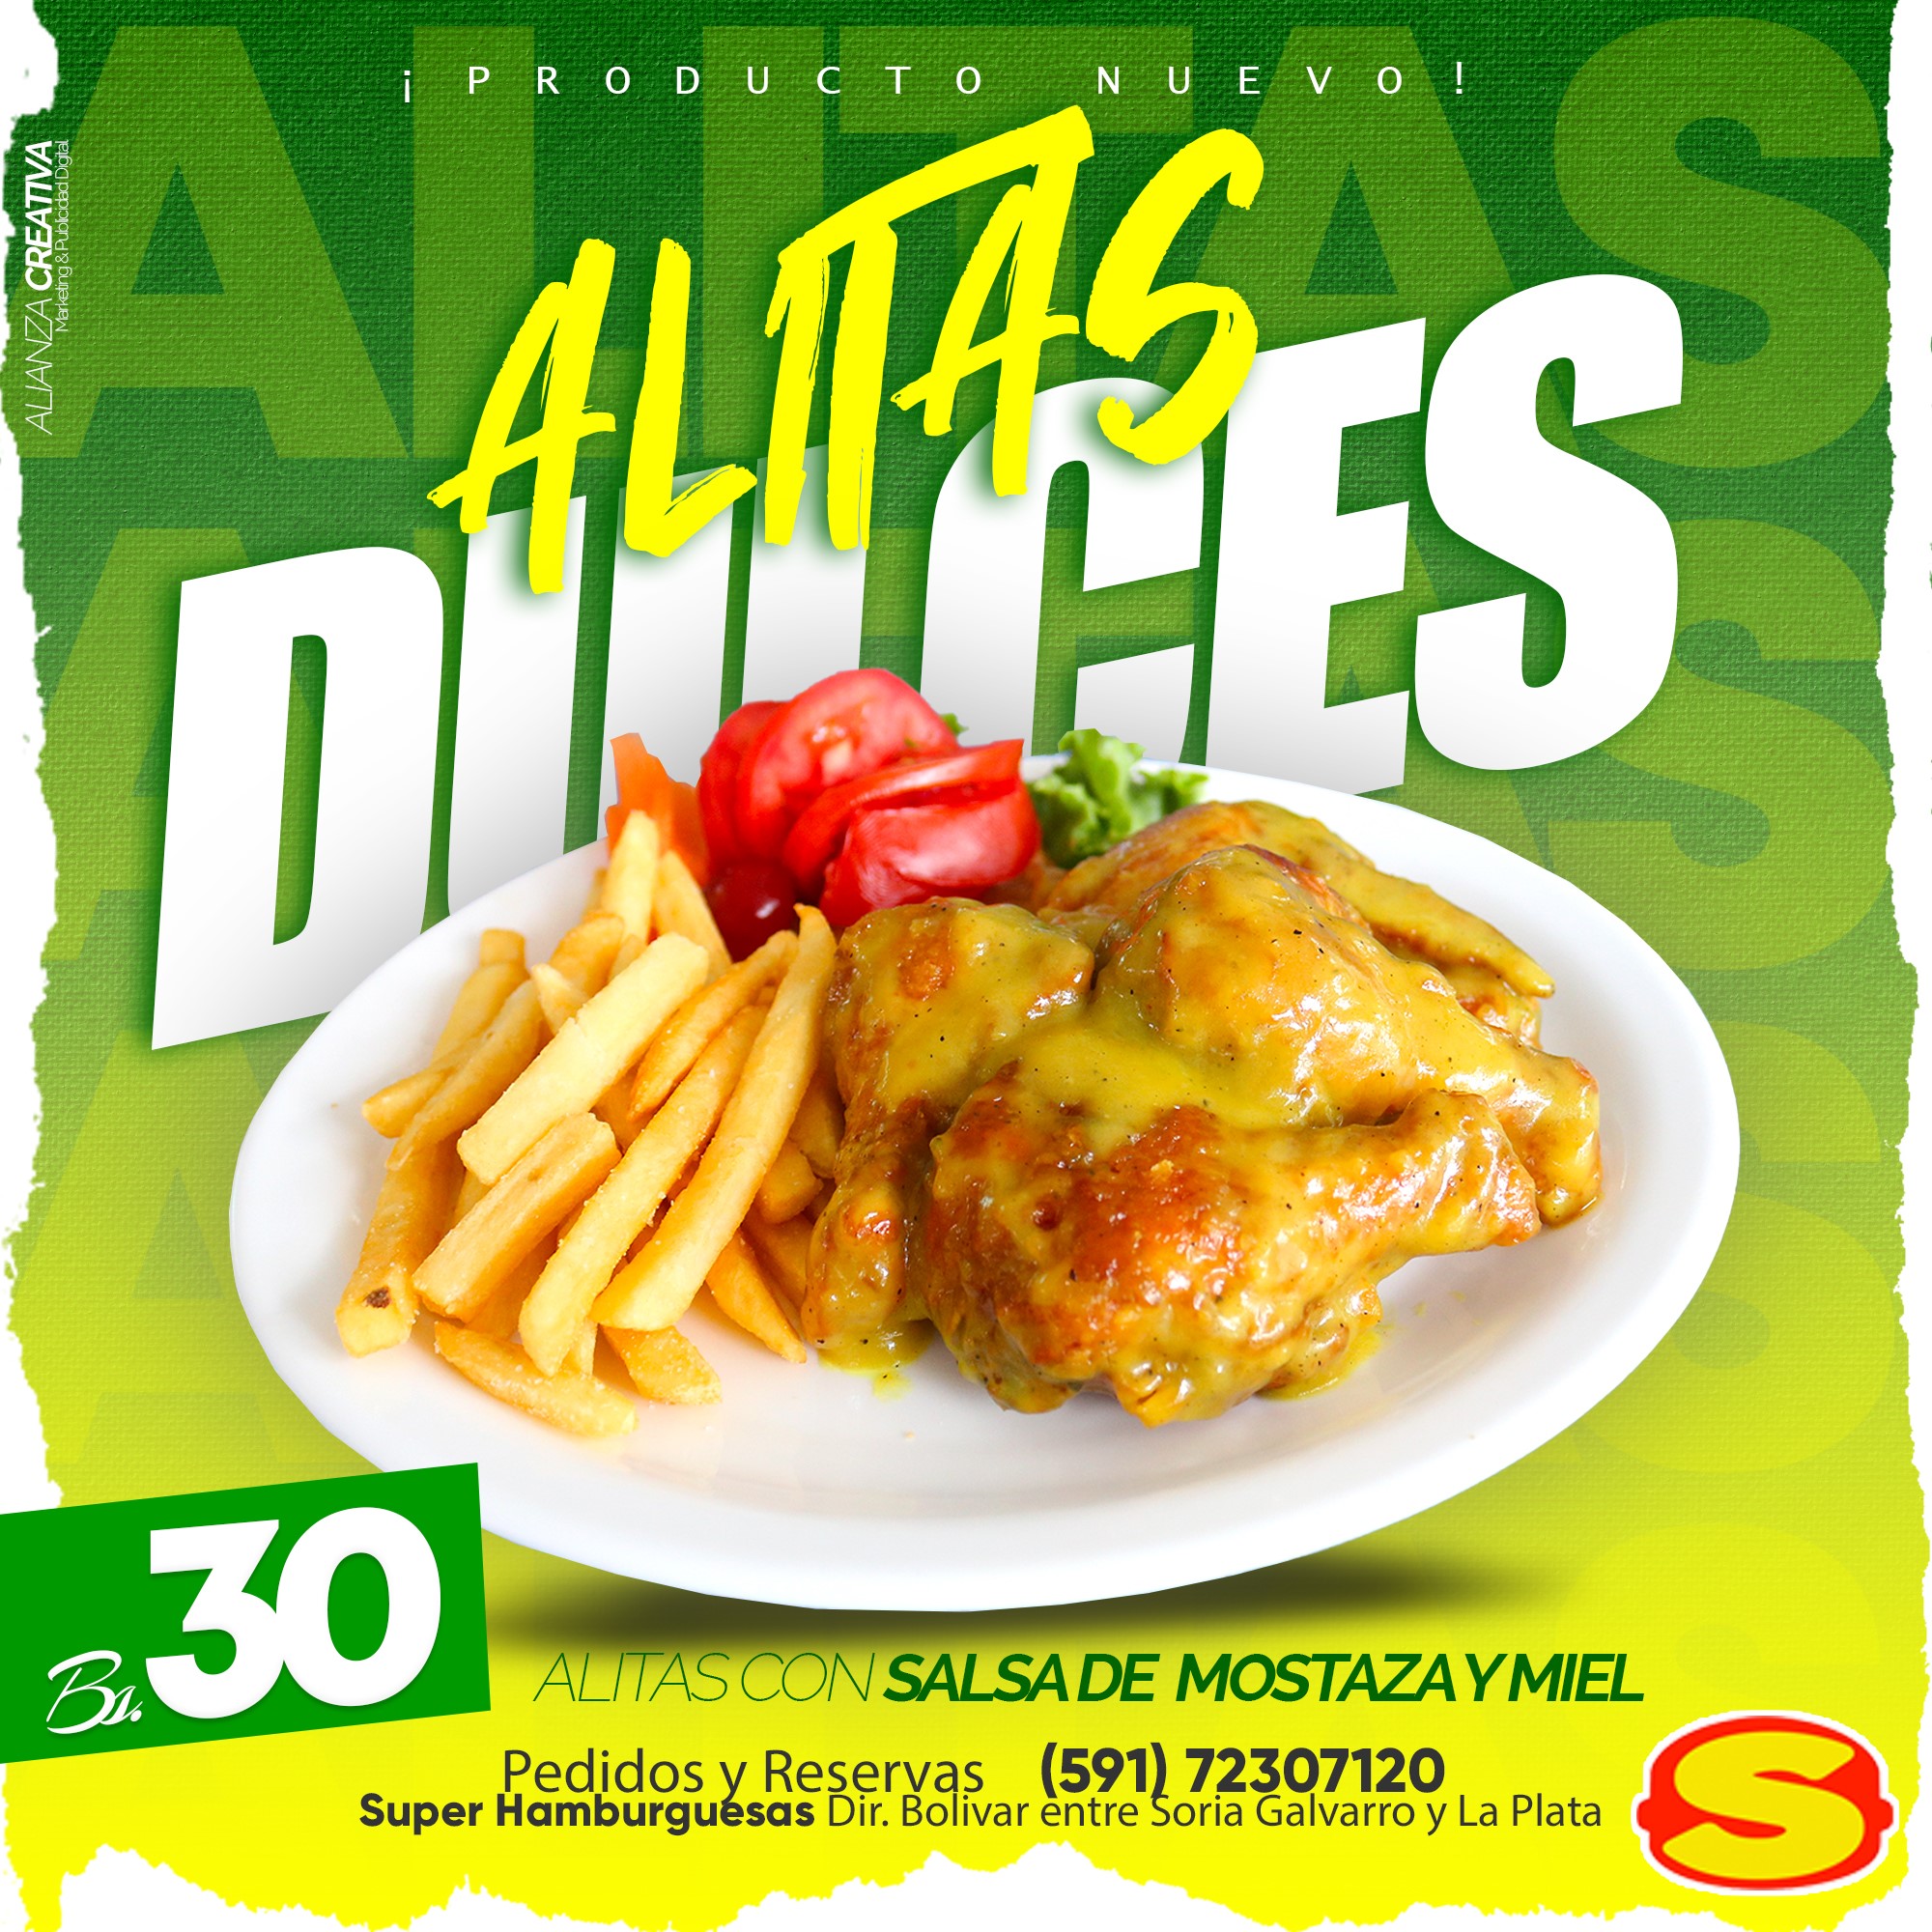 ¡PRODUCTO NUEVO!
ALIANZA CREATIVA
Marketing & Publicidad Digital
ALITAS
DULCES
Bs.30
ALITAS CON SALSA DE MOSTAZA Y MIEL
Pedidos y Reservas (591) 72307120
Super Hamburguesas Dir. Bolivar entre Soria Galvarro y La Plata
S
ALITAS